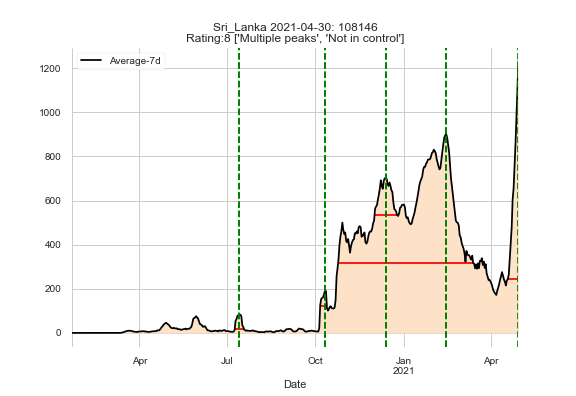 Sri_Lanka 2021-04-30: 108146
Rating:8 ['Multiple peaks', 'Not in control']
Average-7d
1200
1000
800
600
400
200
0
Apr
Jul
Oct
Jan
2021
Apr
Date